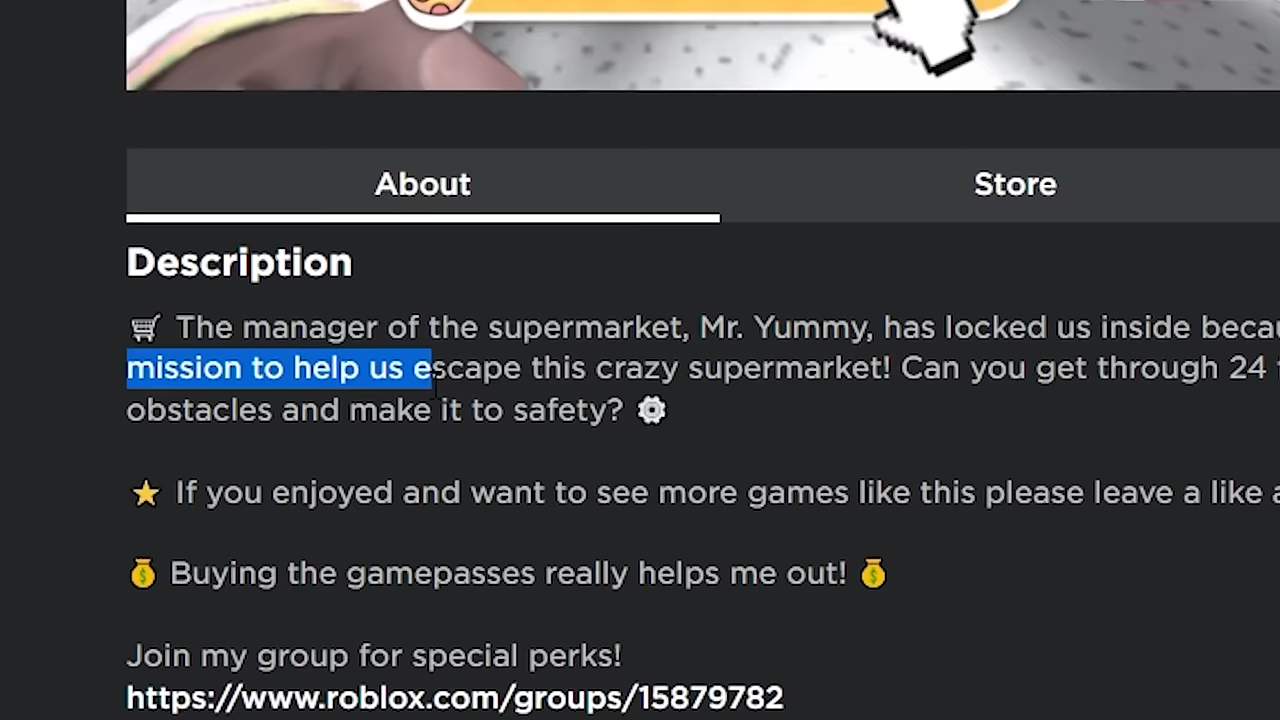 About
Store
Description
🛒 The manager of the supermarket, Mr. Yummy, has locked us inside
mission to help us escape this crazy supermarket! Can you get through 24
obstacles and make it to safety? ⚙️
⭐ If you enjoyed and want to see more games like this please leave a like
💰 Buying the gamepasses really helps me out! 💰
Join my group for special perks!
https://www.roblox.com/groups/15879782